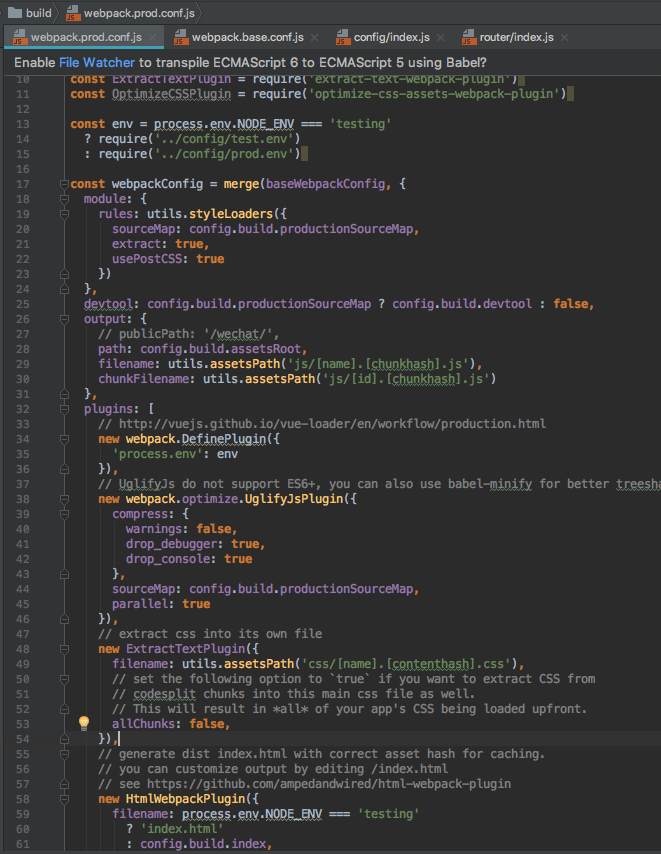 build webpack.prod.conf.js
webpack.prod.conf.js webpack.base.conf.js config/index.js router/index.js
Enable File Watcher to transpile ECMAScript 6 to ECMAScript 5 using Babel?
10 const ExtractTextPlugin = require('extract-text-webpack-plugin')
11 const OptimizeCSSPlugin = require('optimize-css-assets-webpack-plugin')
12
13 const env = process.env.NODE_ENV === 'testing'
14 ? require('../config/test.env')
15 : require('../config/prod.env')
16
17 const webpackConfig = merge(baseWebpackConfig, {
18 module: {
19 rules: utils.styleLoaders({
20 sourceMap: config.build.productionSourceMap,
21 extract: true,
22 usePostCSS: true
23 })
24 },
25 devtool: config.build.productionSourceMap ? config.build.devtool : false,
26 output: {
27 // publicPath: '/wechat/',
28 path: config.build.assetsRoot,
29 filename: utils.assetsPath('js/[name].[chunkhash].js'),
30 chunkFilename: utils.assetsPath('js/[id].[chunkhash].js')
31 },
32 plugins: [
33 // http://vuejs.github.io/vue-loader/en/workflow/production.html
34 new webpack.DefinePlugin({
35 'process.env': env
36 }),
37 // UglifyJs do not support ES6+, you can also use babel-minify for better treesha
38 new webpack.optimize.UglifyJsPlugin({
39 compress: {
40 warnings: false,
41 drop_debugger: true,
42 drop_console: true
43 },
44 sourceMap: config.build.productionSourceMap,
45 parallel: true
46 }),
47 // extract css into its own file
48 new ExtractTextPlugin({
49 filename: utils.assetsPath('css/[name].[contenthash].css'),
50 // set the following option to `true` if you want to extract CSS from
51 // codesplit chunks into this main css file as well.
52 // This will result in *all* of your app's CSS being loaded upfront.
53 allChunks: false,
54 }),
55 // generate dist index.html with correct asset hash for caching.
56 // you can customize output by editing /index.html
57 // see https://github.com/ampedandwired/html-webpack-plugin
58 new HtmlWebpackPlugin({
59 filename: process.env.NODE_ENV === 'testing'
60 ? 'index.html'
61 : config.build.index,